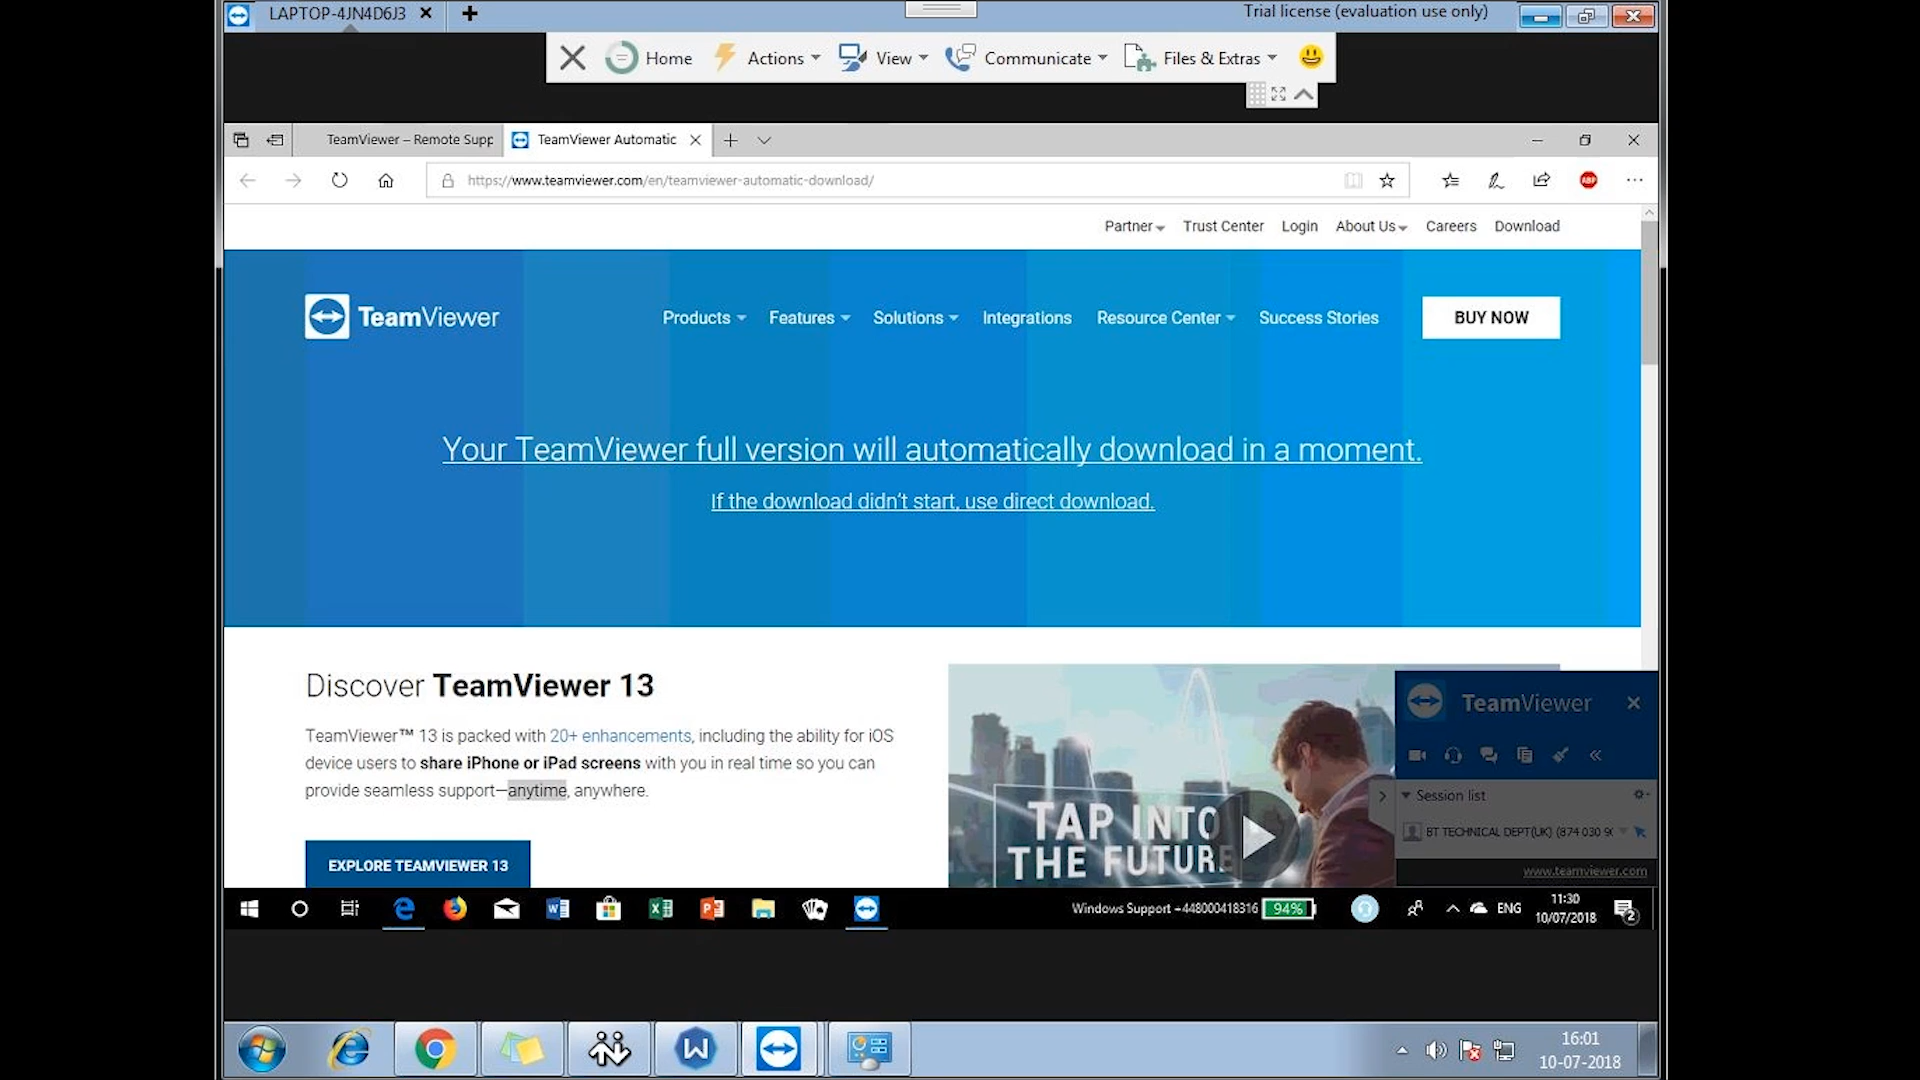 LAPTOP-4JN4D6J3
Trial license (evaluation use only)
Home
Actions
View
Communicate
Files & Extras
TeamViewer – Remote Supp
TeamViewer Automatic
https://www.teamviewer.com/en/teamviewer-automatic-download/
ABP
Partner
Trust Center
Login
About Us
Careers
Download
TeamViewer
Products
Features
Solutions
Integrations
Resource Center
Success Stories
BUY NOW
Your TeamViewer full version will automatically download in a moment.
If the download didn't start, use direct download.
Discover TeamViewer 13
TeamViewer™ 13 is packed with 20+ enhancements, including the ability for iOS
device users to share iPhone or iPad screens with you in real time so you can
provide seamless support—anytime, anywhere.
EXPLORE TEAMVIEWER 13
TAP INTO
THE FUTURE
TeamViewer
Session list
BT TECHNICAL DEPT(UK) (874 030 9
www.teamviewer.com
Windows Support +448000418316
94%
ENG
11:30
10/07/2018
2
16:01
10-07-2018